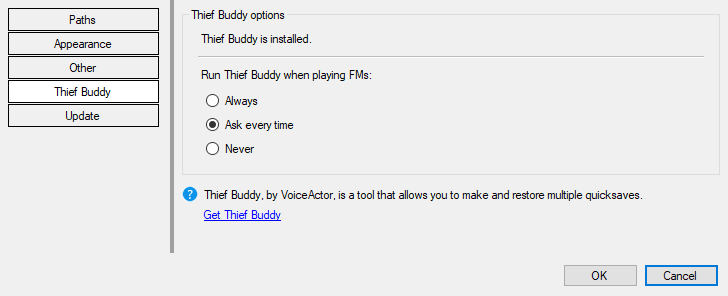 Paths
Appearance
Other
Thief Buddy
Update
Thief Buddy options
Thief Buddy is installed.
Run Thief Buddy when playing FMs:
Always
Ask every time
Never
Thief Buddy, by VoiceActor, is a tool that allows you to make and restore multiple quicksaves.
Get Thief Buddy
OK
Cancel